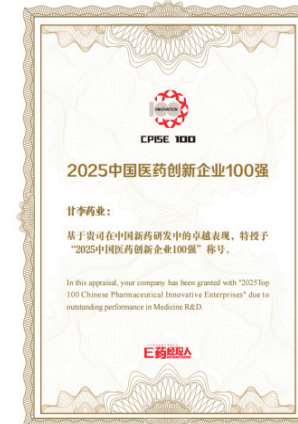 100
INNOVATION
CPISE 100
2025中国医药创新企业100强
甘李药业：
基于贵司在中国新药研发中的卓越表现，特授予
“2025中国医药创新企业100强”称号。
In this appraisal, your company has been granted with "2025Top
100 Chinese Pharmaceutical Innovative Enterprises" due to
outstanding performance in Medicine R&D.
E药经理人